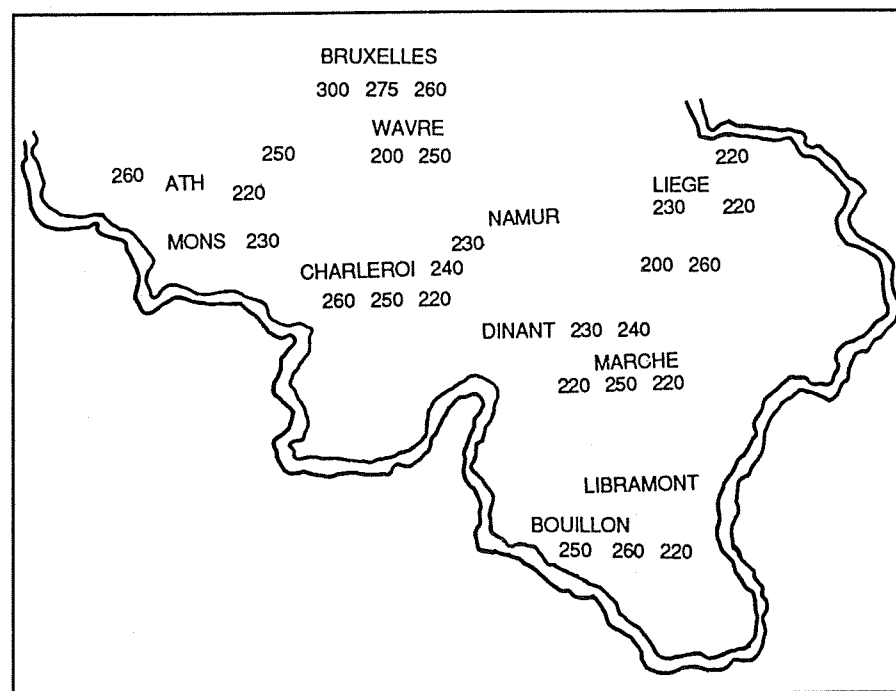 BRUXELLES
300 275 260
WAVRE
250 200 250
220
260 ATH 220
LIEGE
230 220
NAMUR
MONS 230
230
CHARLEROI 240
200 260
260 250 220
DINANT 230 240
MARCHE
220 250 220
LIBRAMONT
BOUILLON
250 260 220